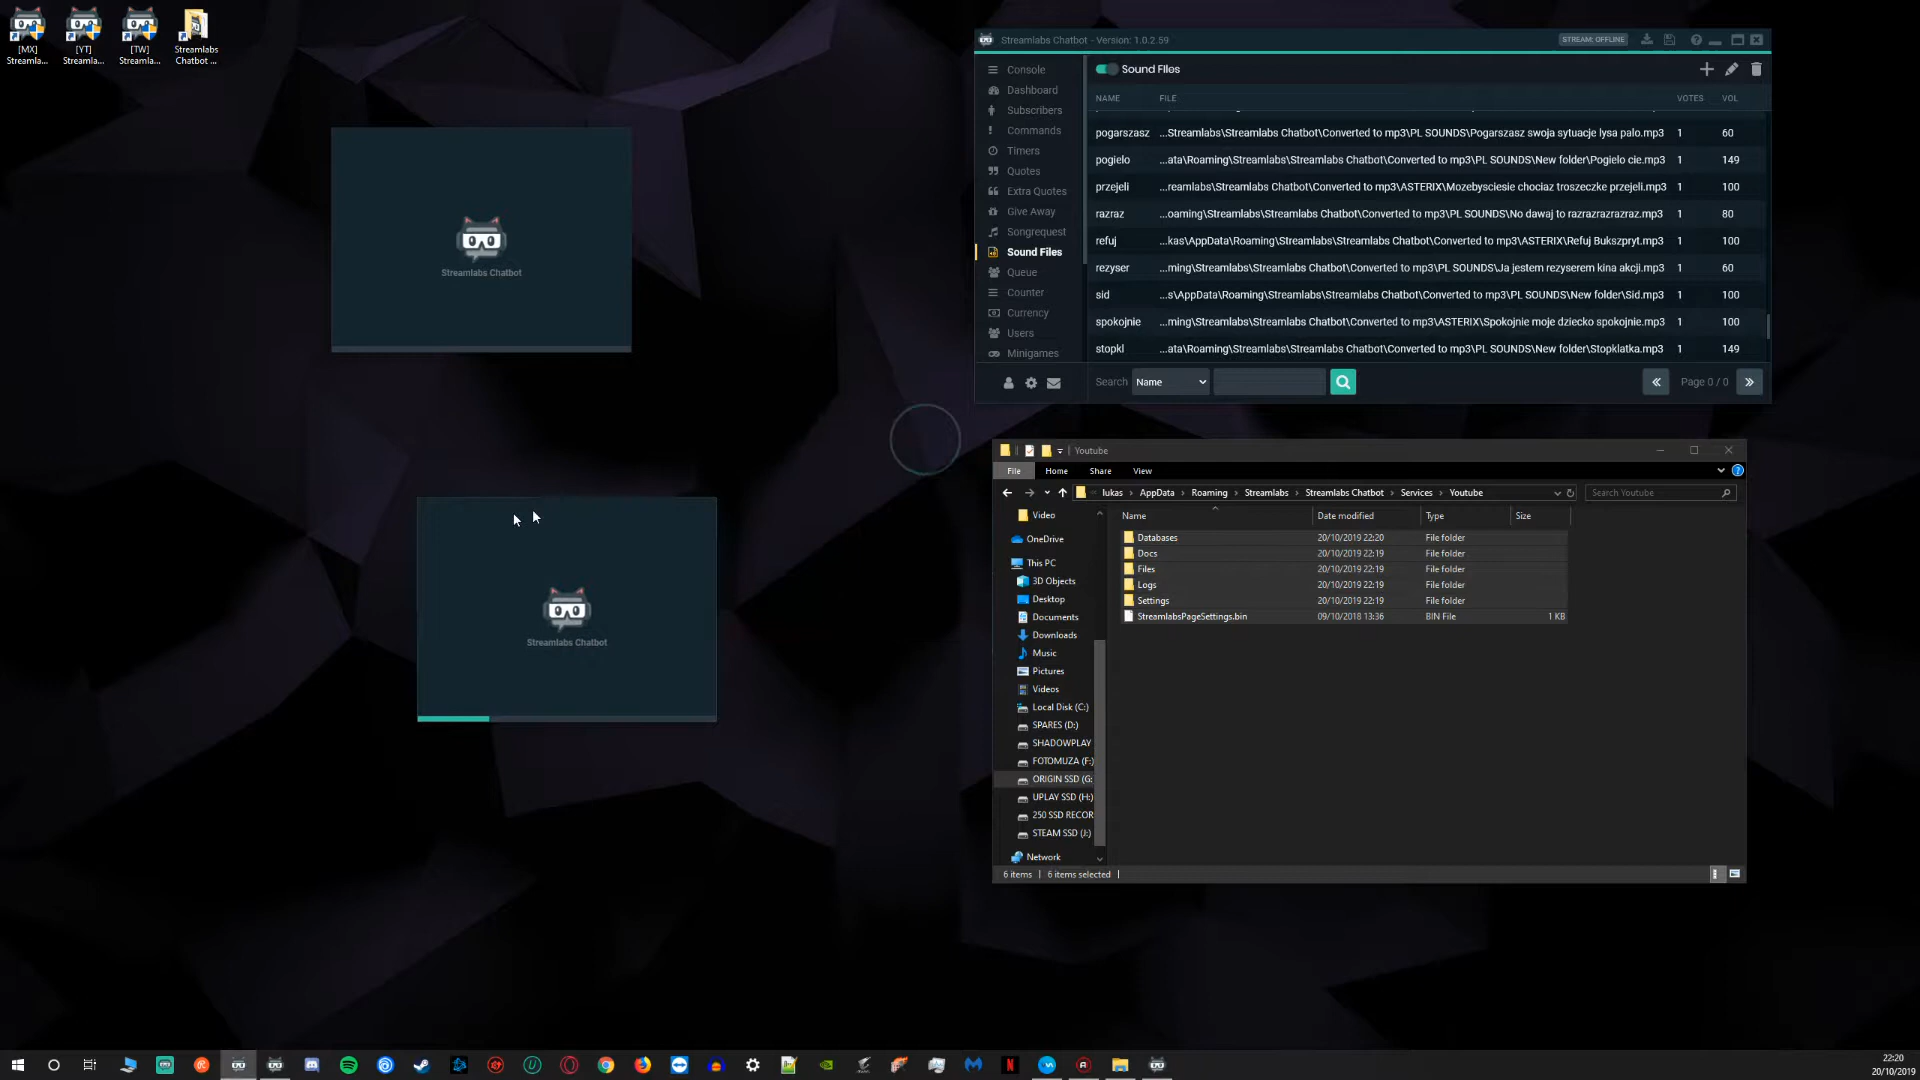 [MX]
Streamla...
[YT]
Streamla...
[TW]
Streamla...
Streamlabs
Chatbot ...
Streamlabs Chatbot
Streamlabs Chatbot
Streamlabs Chatbot - Version: 1.0.2.59
STREAM: OFFLINE
Console
Dashboard
Subscribers
Commands
Timers
Quotes
Extra Quotes
Give Away
Songrequest
Sound Files
Queue
Counter
Currency
Users
Minigames
Sound Files
NAME FILE VOTES VOL
pogarszasz ...Streamlabs\Streamlabs Chatbot\Converted to mp3\PL SOUNDS\Pogarszasz swoja sytuacje lysa palo.mp3 1 60
pogielo ...ata\Roaming\Streamlabs\Streamlabs Chatbot\Converted to mp3\PL SOUNDS\New folder\Pogielo cie.mp3 1 149
przejeli ...reamlabs\Streamlabs Chatbot\Converted to mp3\ASTERIX\Mozebysciesie chociaz troszeczke przejeli.mp3 1 100
razraz ...oaming\Streamlabs\Streamlabs Chatbot\Converted to mp3\PL SOUNDS\No dawaj to razrazrazrazraz.mp3 1 80
refuj ...kas\AppData\Roaming\Streamlabs\Streamlabs Chatbot\Converted to mp3\ASTERIX\Refuj Bukszpryt.mp3 1 100
rezyser ...ming\Streamlabs\Streamlabs Chatbot\Converted to mp3\PL SOUNDS\Ja jestem rezyserem kina akcji.mp3 1 60
sid ...s\AppData\Roaming\Streamlabs\Streamlabs Chatbot\Converted to mp3\PL SOUNDS\New folder\Sid.mp3 1 100
spokojnie ...ming\Streamlabs\Streamlabs Chatbot\Converted to mp3\ASTERIX\Spokojnie moje dziecko spokojnie.mp3 1 100
stopkl ...ata\Roaming\Streamlabs\Streamlabs Chatbot\Converted to mp3\PL SOUNDS\New folder\Stopklatka.mp3 1 149
Search Name Page 0 / 0
Youtube
File Home Share View
lukas AppData Roaming Streamlabs Streamlabs Chatbot Services Youtube Search Youtube
Video
OneDrive
This PC
3D Objects
Desktop
Documents
Downloads
Music
Pictures
Videos
Local Disk (C:)
SPARES (D:)
SHADOWPLAY
FOTOMUZA (F:)
ORIGIN SSD (G:
UPLAY SSD (H:)
250 SSD RECOR
STEAM SSD (J:)
Network
Name Date modified Type Size
Databases 20/10/2019 22:20 File folder
Docs 20/10/2019 22:19 File folder
Files 20/10/2019 22:19 File folder
Logs 20/10/2019 22:19 File folder
Settings 20/10/2019 22:19 File folder
StreamlabsPageSettings.bin 09/10/2018 13:36 BIN File 1 KB
6 items 6 items selected
22:20
20/10/2019